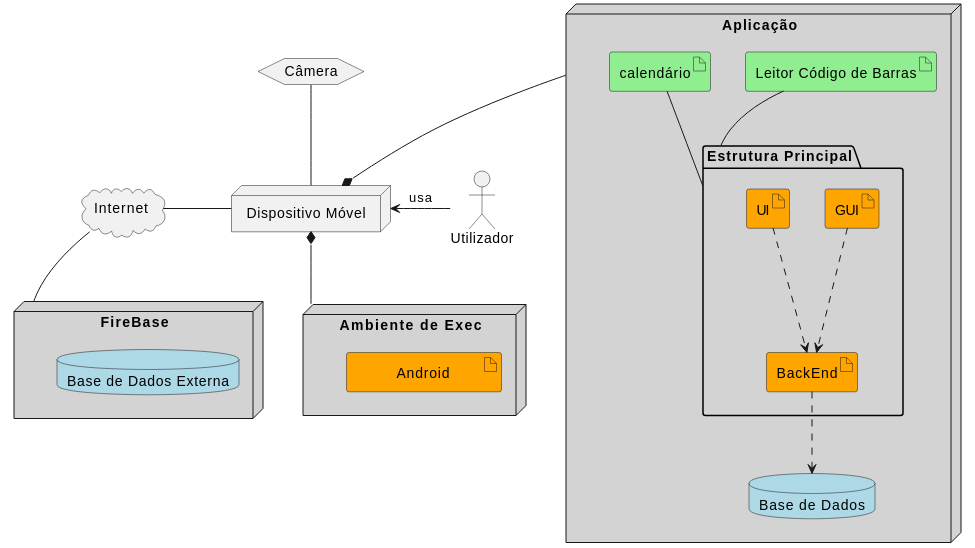 Aplicação
calendário
Leitor Código de Barras
Câmera
Estrutura Principal
usa
UI
GUI
Internet
Dispositivo Móvel
Utilizador
FireBase
Ambiente de Exec
Base de Dados Externa
Android
BackEnd
Base de Dados